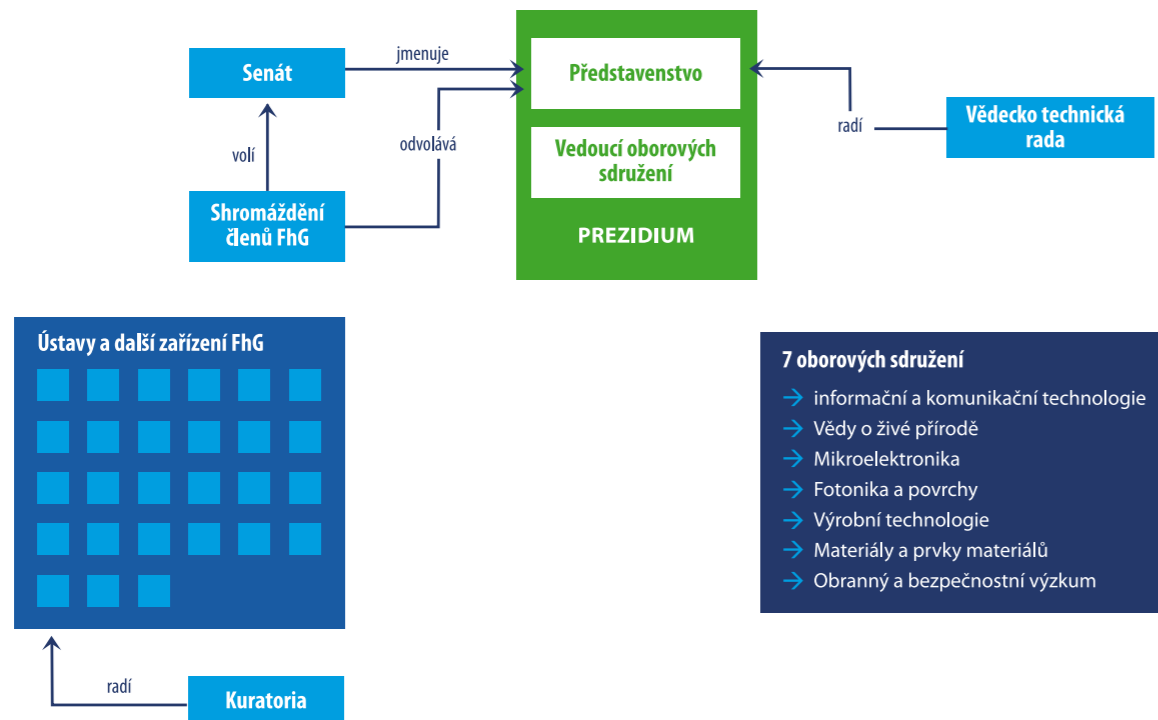 Senát
jmenuje
Představenstvo
Vědecko technická
rada
radí
volí
odvolává
Vedoucí oborových
sdružení
Shromáždění
členů FhG
PREZIDIUM
Ústavy a další zařízení FhG
7 oborových sdružení
→ informační a komunikační technologie
→ Vědy o živé přírodě
→ Mikroelektronika
→ Fotonika a povrchy
→ Výrobní technologie
→ Materiály a prvky materiálů
→ Obranný a bezpečnostní výzkum
radí
Kuratoria